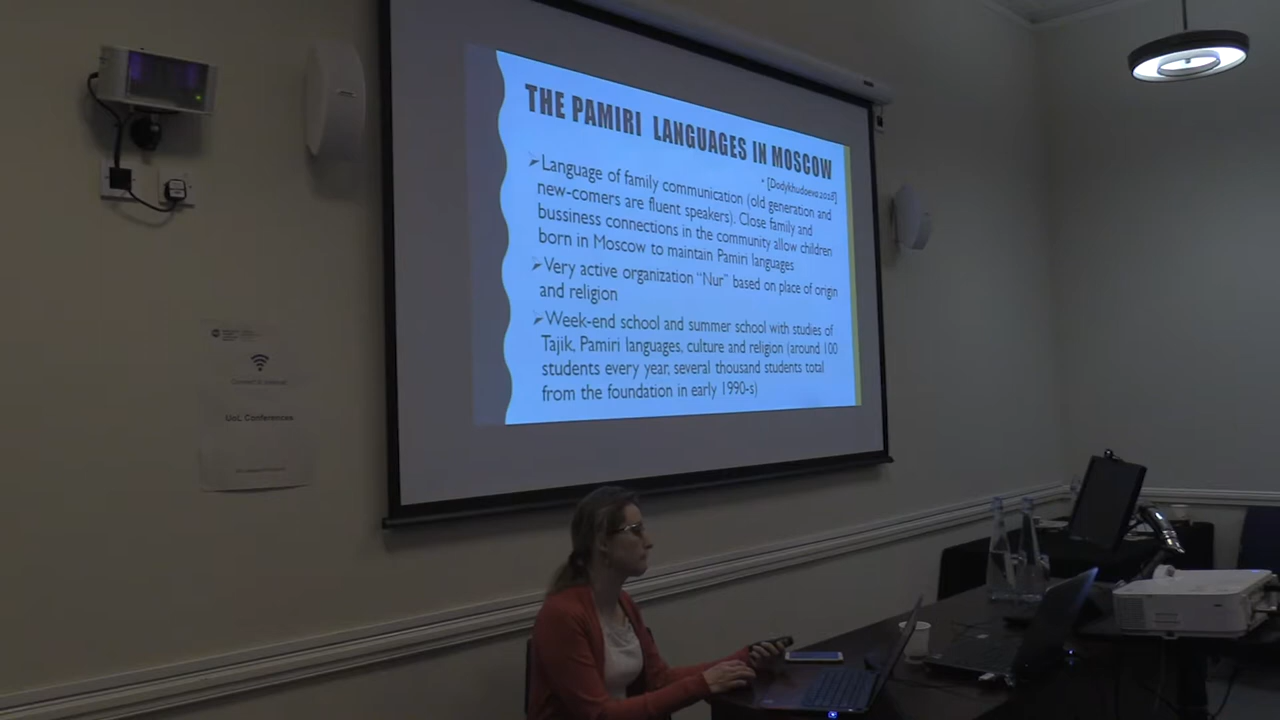 THE PAMIRI LANGUAGES IN MOSCOW
• [Dodykhudoeva 2018]
➢Language of family communication (old generation and
new-comers are fluent speakers). Close family and
bussiness connections in the community allow children
born in Moscow to maintain Pamiri languages
➢Very active organization “Nur” based on place of origin
and religion
➢Week-end school and summer school with studies of
Tajik, Pamiri languages, culture and religion (around 100
students every year, several thousand students total
from the foundation in early 1990-s)
UoL Conferences